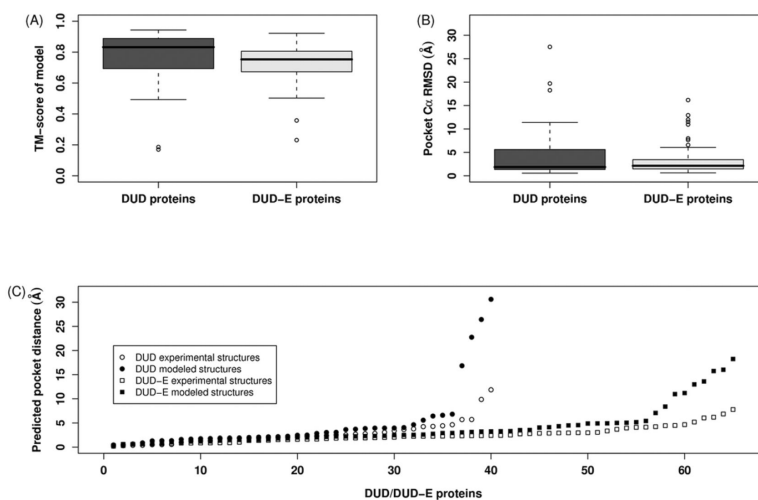 (A)
TM−score of model
0.0 0.2 0.4 0.6 0.8 1.0
DUD proteins DUD−E proteins
(B)
Pocket Cα RMSD (Å)
0 5 10 15 20 25 30
DUD proteins DUD−E proteins
(C)
Predicted pocket distance (Å)
0 5 10 15 20 25 30
DUD experimental structures
DUD modeled structures
DUD−E experimental structures
DUD−E modeled structures
0 10 20 30 40 50 60
DUD/DUD−E proteins